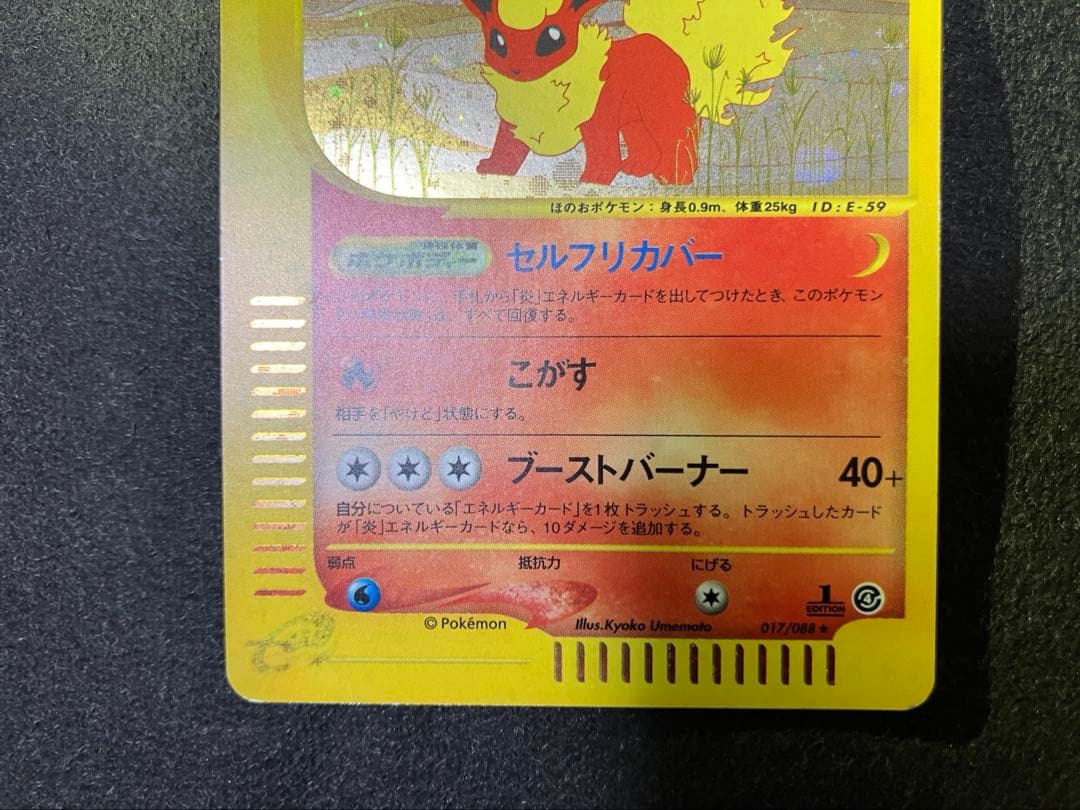 ほのおポケモン：身長0.9m、体重25kg ID:E-59
ポケボディー セルフリカバー
手札から「炎」エネルギーカードを出してつけたとき、このポケモン
は、すべて回復する。
こがす
相手を「やけど」状態にする。
ブーストバーナー 40+
自分についている「エネルギーカード」を1枚トラッシュする。トラッシュしたカード
が「炎」エネルギーカードなら、10ダメージを追加する。
弱点 抵抗力 にげる
1 EDITION 4
©Pokémon Illus.Kyoko Umemoto 017/088★